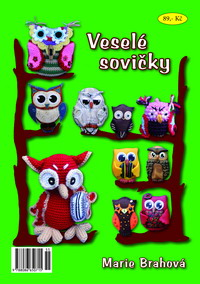 89,- Kč
Veselé
sovičky
Marie Brahová